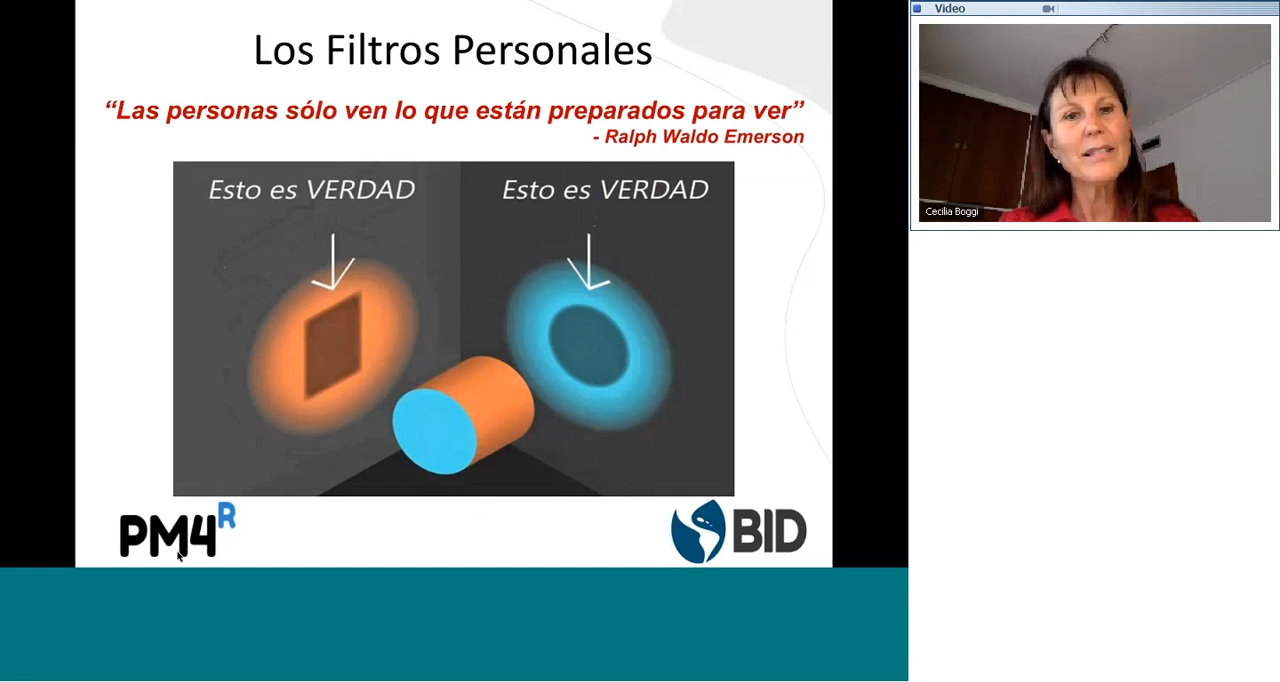 Los Filtros Personales
“Las personas sólo ven lo que están preparados para ver”
- Ralph Waldo Emerson
Esto es VERDAD
Esto es VERDAD
PM4R
BID
Video
Cecilia Boggi